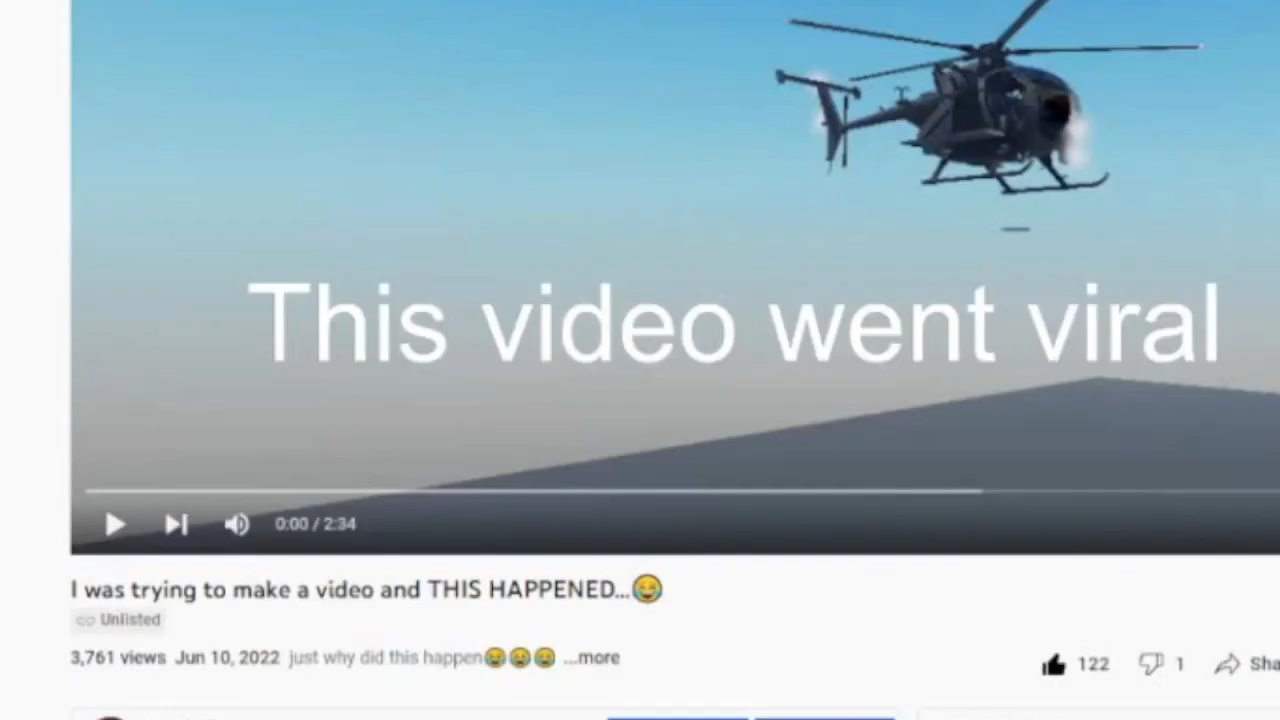 This video went viral
0:00 / 2:34
I was trying to make a video and THIS HAPPENED...😂
Unlisted
3,761 views Jun 10, 2022 just why did this happen😭😭😭 ...more
122
1
Sha